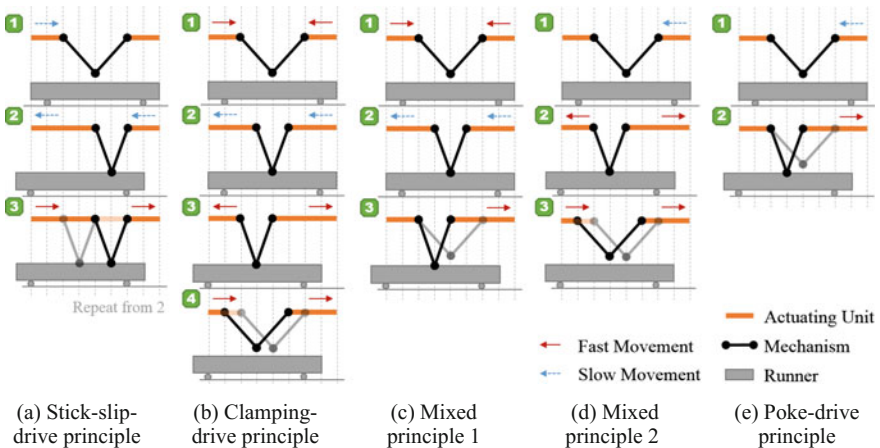 1
1
1
1
1
2
2
2
2
2
3
3
3
3
Repeat from 2
4
Actuating Unit
Fast Movement
Mechanism
Slow Movement
Runner
(a) Stick-slip-
drive principle
(b) Clamping-
drive principle
(c) Mixed
principle 1
(d) Mixed
principle 2
(e) Poke-drive
principle